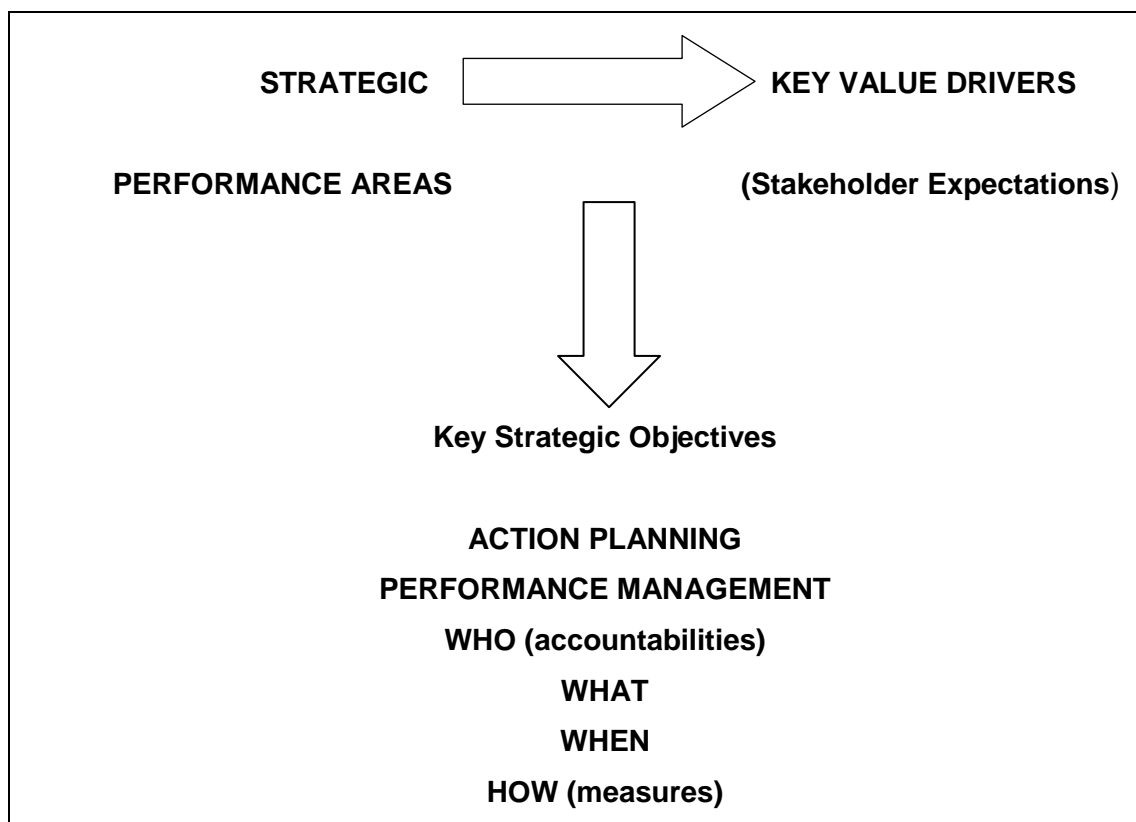 STRATEGIC KEY VALUE DRIVERS
PERFORMANCE AREAS (Stakeholder Expectations)
Key Strategic Objectives
ACTION PLANNING
PERFORMANCE MANAGEMENT
WHO (accountabilities)
WHAT
WHEN
HOW (measures)